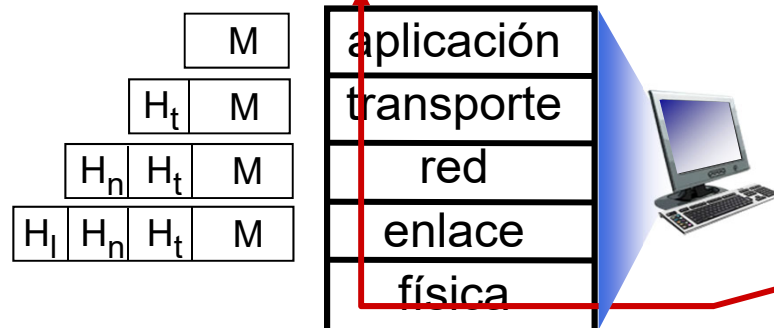 M aplicación
Ht M transporte
Hn Ht M red
Hl Hn Ht M enlace
física